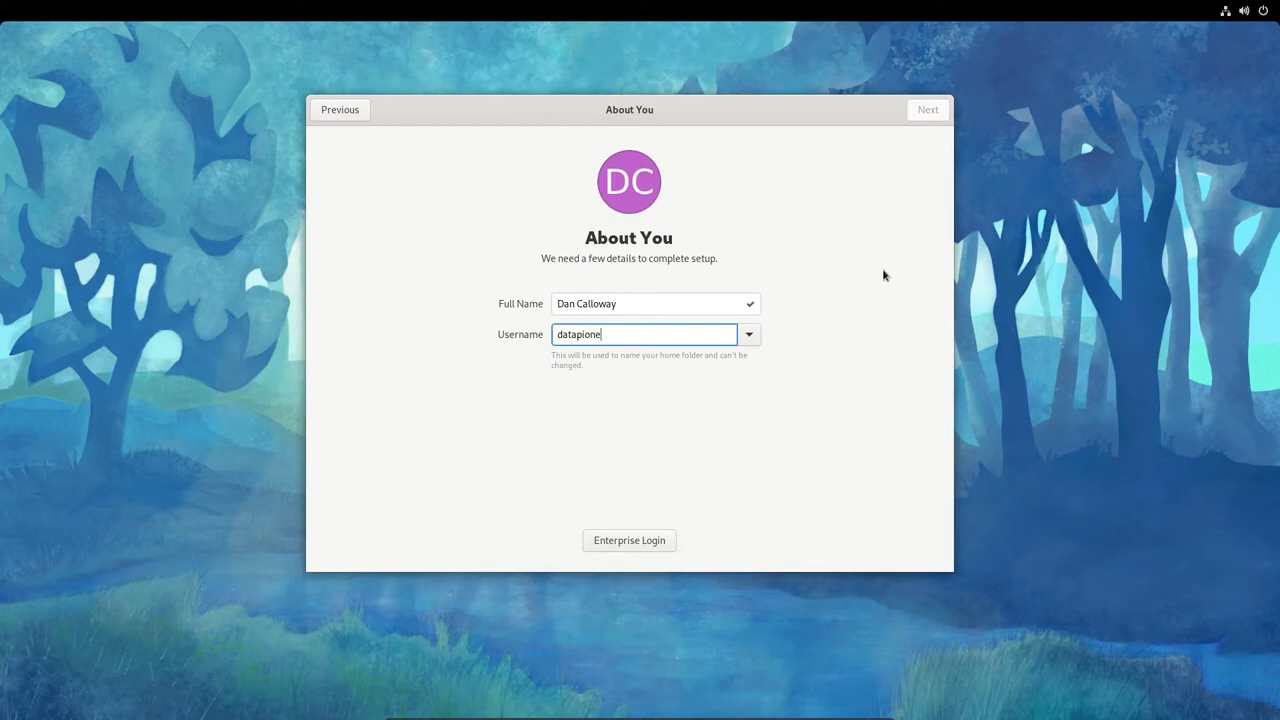 Previous
About You
Next
DC
About You
We need a few details to complete setup.
Full Name Dan Calloway
Username datapione
This will be used to name your home folder and can't be
changed.
Enterprise Login